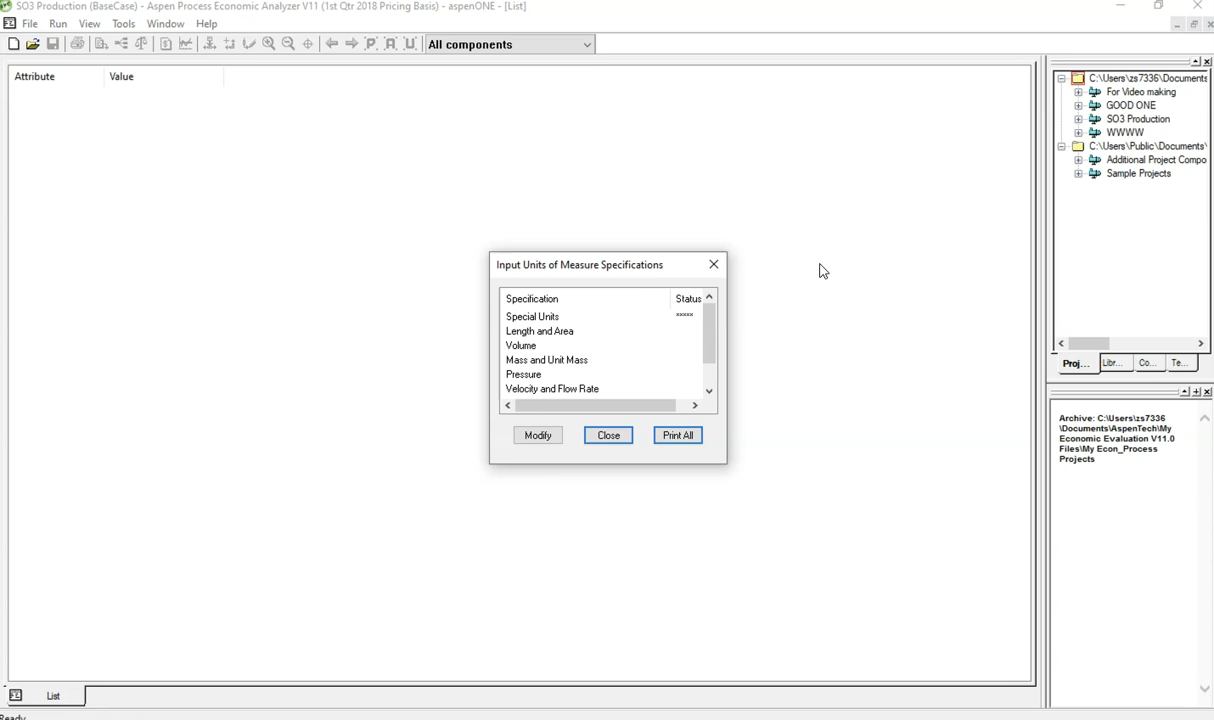 SO3 Production (BaseCase) - Aspen Process Economic Analyzer V11 (1st Qtr 2018 Pricing Basis) - aspenONE - [List]
File Run View Tools Window Help
All components
Attribute Value
C:\Users\zs7336\Documents
For Video making
GOOD ONE
SO3 Production
WWWW
C:\Users\Public\Documents\
Additional Project Compo
Sample Projects
Input Units of Measure Specifications
Specification Status
Special Units xxxxx
Length and Area
Volume
Mass and Unit Mass
Pressure
Velocity and Flow Rate
Modify Close Print All
Proj... Libr... Co... Te...
Archive: C:\Users\zs7336
\Documents\AspenTech\My
Economic Evaluation V11.0
Files\My Econ_Process
Projects
List
Ready